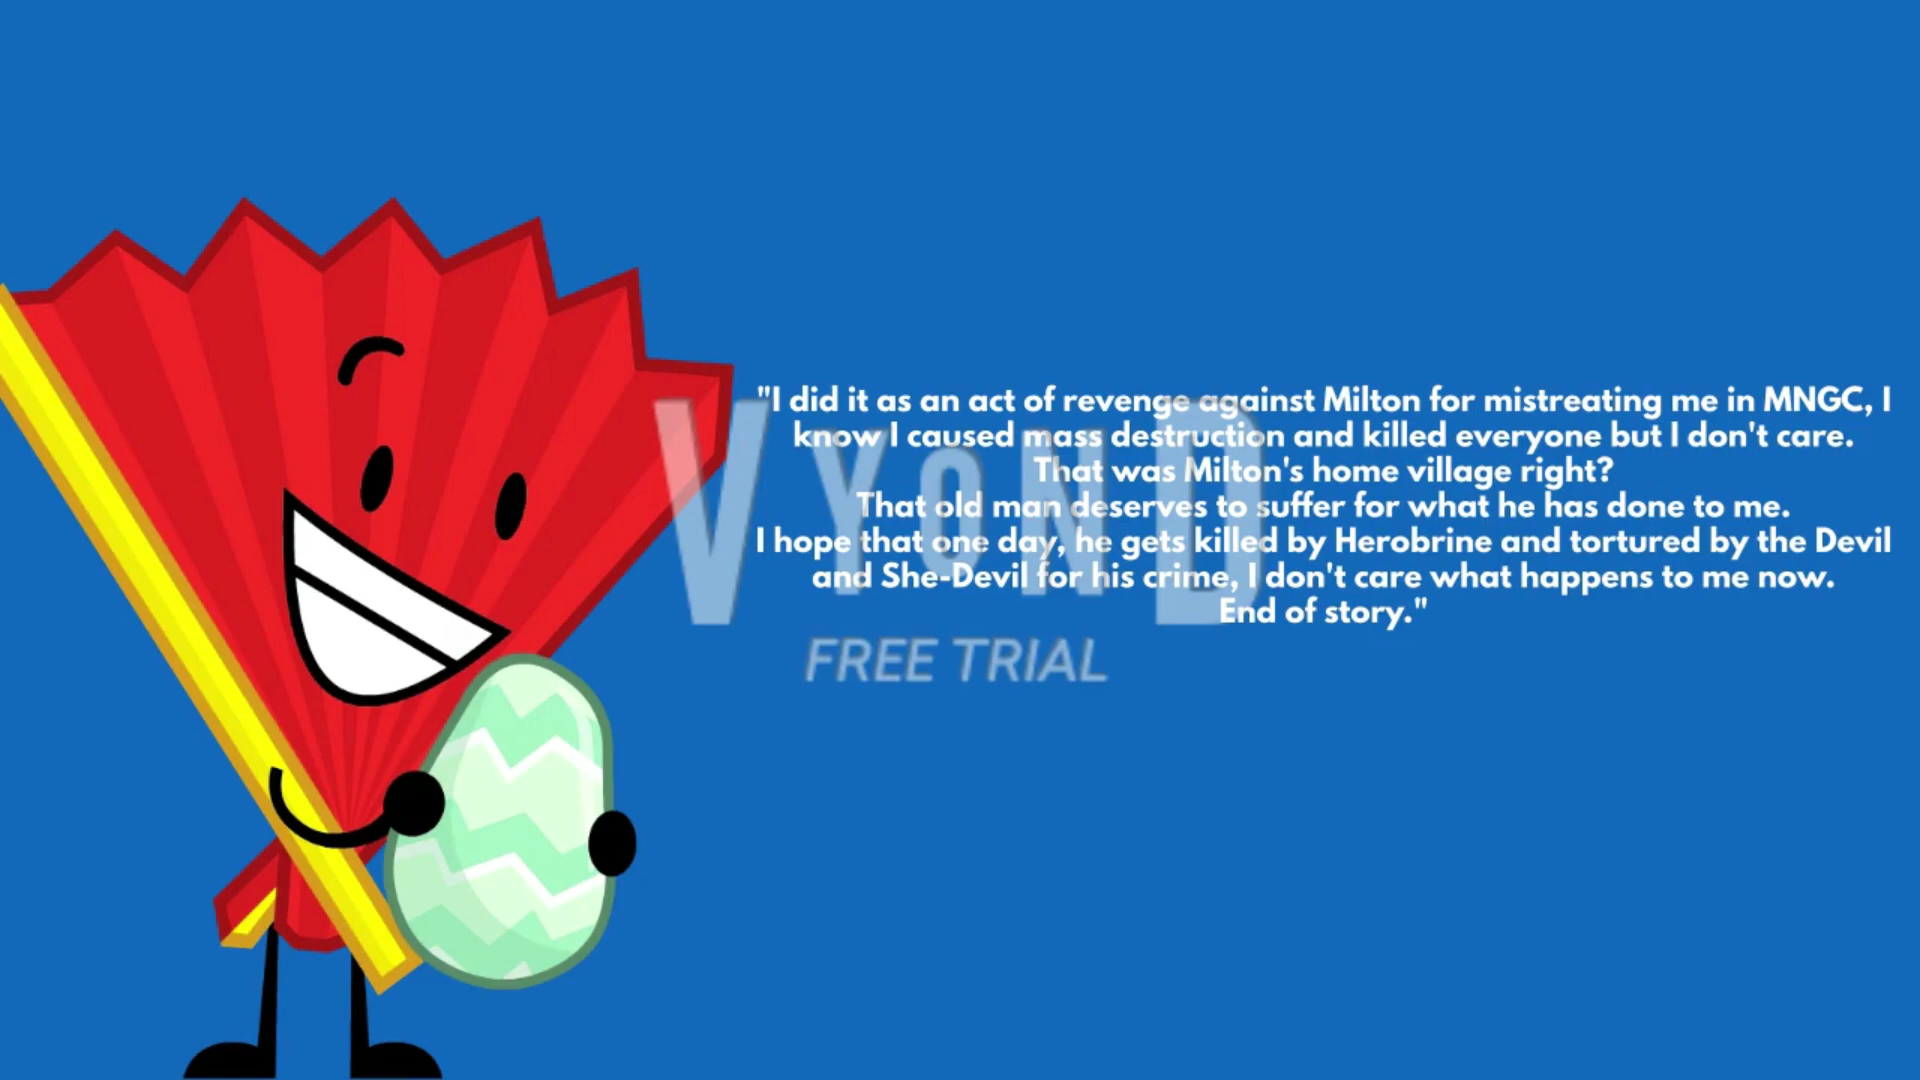 "I did it as an act of revenge against Milton for mistreating me in MNGC, I
know I caused mass destruction and killed everyone but I don't care.
That was Milton's home village right?
That old man deserves to suffer for what he has done to me.
I hope that one day, he gets killed by Herobrine and tortured by the Devil
and She-Devil for his crime, I don't care what happens to me now.
End of story."
VYOND
FREE TRIAL